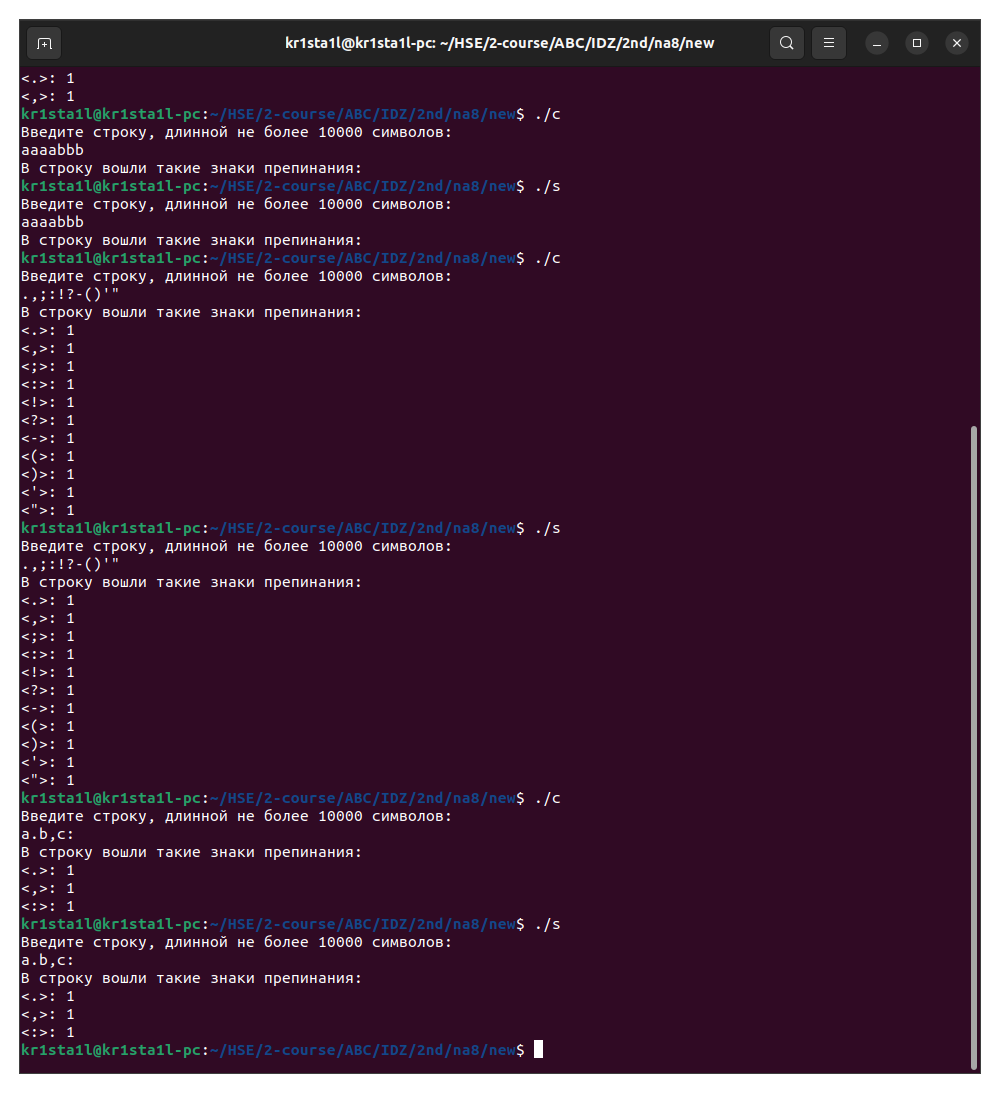 kr1sta1l@kr1sta1l-pc: ~/HSE/2-course/ABC/IDZ/2nd/na8/new
<.>: 1
<,>: 1
kr1sta1l@kr1sta1l-pc:~/HSE/2-course/ABC/IDZ/2nd/na8/new$ ./c
Введите строку, длинной не более 10000 символов:
aaaabbb
В строку вошли такие знаки препинания:
kr1sta1l@kr1sta1l-pc:~/HSE/2-course/ABC/IDZ/2nd/na8/new$ ./s
Введите строку, длинной не более 10000 символов:
aaaabbb
В строку вошли такие знаки препинания:
kr1sta1l@kr1sta1l-pc:~/HSE/2-course/ABC/IDZ/2nd/na8/new$ ./c
Введите строку, длинной не более 10000 символов:
.,;:!?-()'"
В строку вошли такие знаки препинания:
<.>: 1
<,>: 1
<;>: 1
<:>: 1
<!>: 1
<?>: 1
<->: 1
<(>: 1
<)>: 1
<'>: 1
<">: 1
kr1sta1l@kr1sta1l-pc:~/HSE/2-course/ABC/IDZ/2nd/na8/new$ ./s
Введите строку, длинной не более 10000 символов:
.,;:!?-()'"
В строку вошли такие знаки препинания:
<.>: 1
<,>: 1
<;>: 1
<:>: 1
<!>: 1
<?>: 1
<->: 1
<(>: 1
<)>: 1
<'>: 1
<">: 1
kr1sta1l@kr1sta1l-pc:~/HSE/2-course/ABC/IDZ/2nd/na8/new$ ./c
Введите строку, длинной не более 10000 символов:
a.b,c:
В строку вошли такие знаки препинания:
<.>: 1
<,>: 1
<:>: 1
kr1sta1l@kr1sta1l-pc:~/HSE/2-course/ABC/IDZ/2nd/na8/new$ ./s
Введите строку, длинной не более 10000 символов:
a.b,c:
В строку вошли такие знаки препинания:
<.>: 1
<,>: 1
<:>: 1
kr1sta1l@kr1sta1l-pc:~/HSE/2-course/ABC/IDZ/2nd/na8/new$